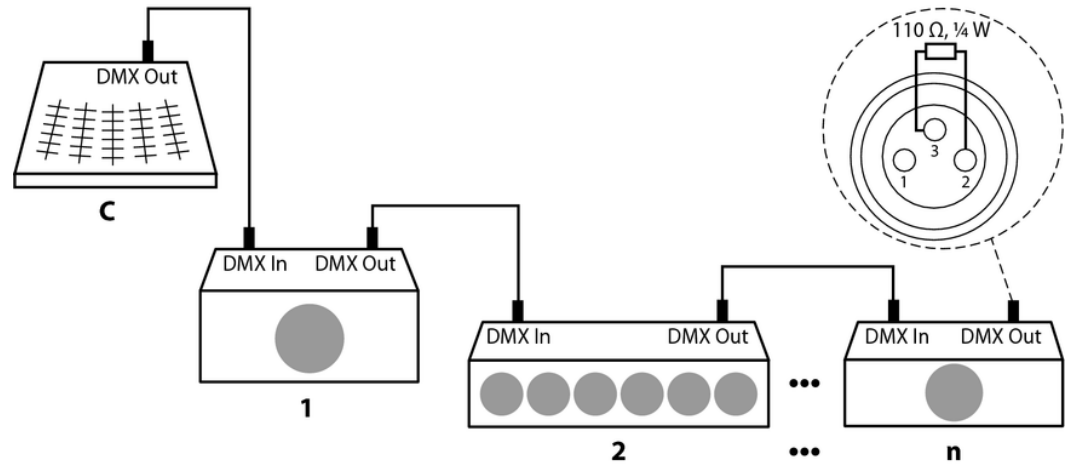 DMX Out
C
DMX In DMX Out
1
DMX In DMX Out
2
•••
•••
DMX In DMX Out
n
110 Ω, ¼ W
3
1 2